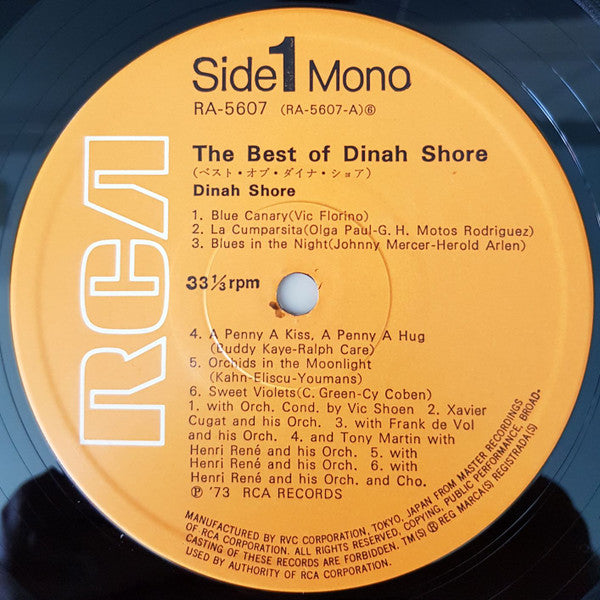 Side 1 Mono
RA-5607 (RA-5607-A)⑥
RCA
The Best of Dinah Shore
(ベスト・オブ・ダイナ・ショア)
Dinah Shore
1. Blue Canary(Vic Florino)
2. La Cumparsita(Olga Paul-G. H. Motos Rodriguez)
3. Blues in the Night(Johnny Mercer-Herold Arlen)
33 1/3 rpm
4. A Penny A Kiss, A Penny A Hug
(Buddy Kaye-Ralph Care)
5. Orchids in the Moonlight
(Kahn-Eliscu-Youmans)
6. Sweet Violets(C. Green-Cy Coben)
1. with Orch. Cond. by Vic Shoen 2. Xavier
Cugat and his Orch. 3. with Frank de Vol
and his Orch. 4. and Tony Martin with
Henri René and his Orch. 5. with
Henri René and his Orch. 6. with
Henri René and his Orch. and Cho.
Ⓟ '73 RCA RECORDS
MANUFACTURED BY RVC CORPORATION, TOKYO, JAPAN FROM MASTER RECORDINGS
OF RCA CORPORATION. ALL RIGHTS RESERVED, COPYING, PUBLIC PERFORMANCE, BROAD-
CASTING OF THESE RECORDS ARE FORBIDDEN. TM(S) ® REG MARCA(S) REGISTRADA(S)
USED BY AUTHORITY OF RCA CORPORATION.